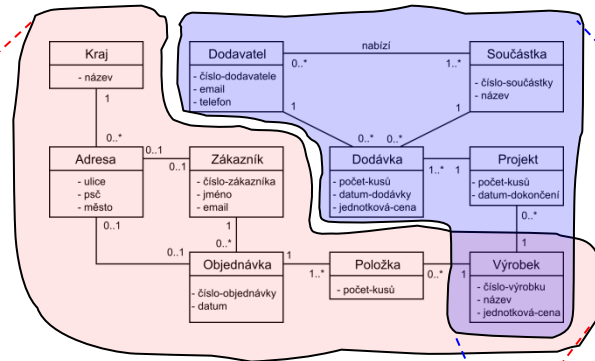 Kraj
- název
1
0..*
Dodavatel
- číslo-dodavatele
- email
- telefon
0..*
nabízí
1..*
Součástka
- číslo-součástky
- název
1
1
0..*
0..*
Adresa
- ulice
- psč
- město
0..1
0..1
Zákazník
- číslo-zákazníka
- jméno
- email
Dodávka
- počet-kusů
- datum-dodávky
- jednotková-cena
1..*
1
Projekt
- počet-kusů
- datum-dokončení
0..1
1
0..*
0..*
1
0..1
Objednávka
- číslo-objednávky
- datum
1
1..*
Položka
- počet-kusů
0..*
1
Výrobek
- číslo-výrobku
- název
- jednotková-cena